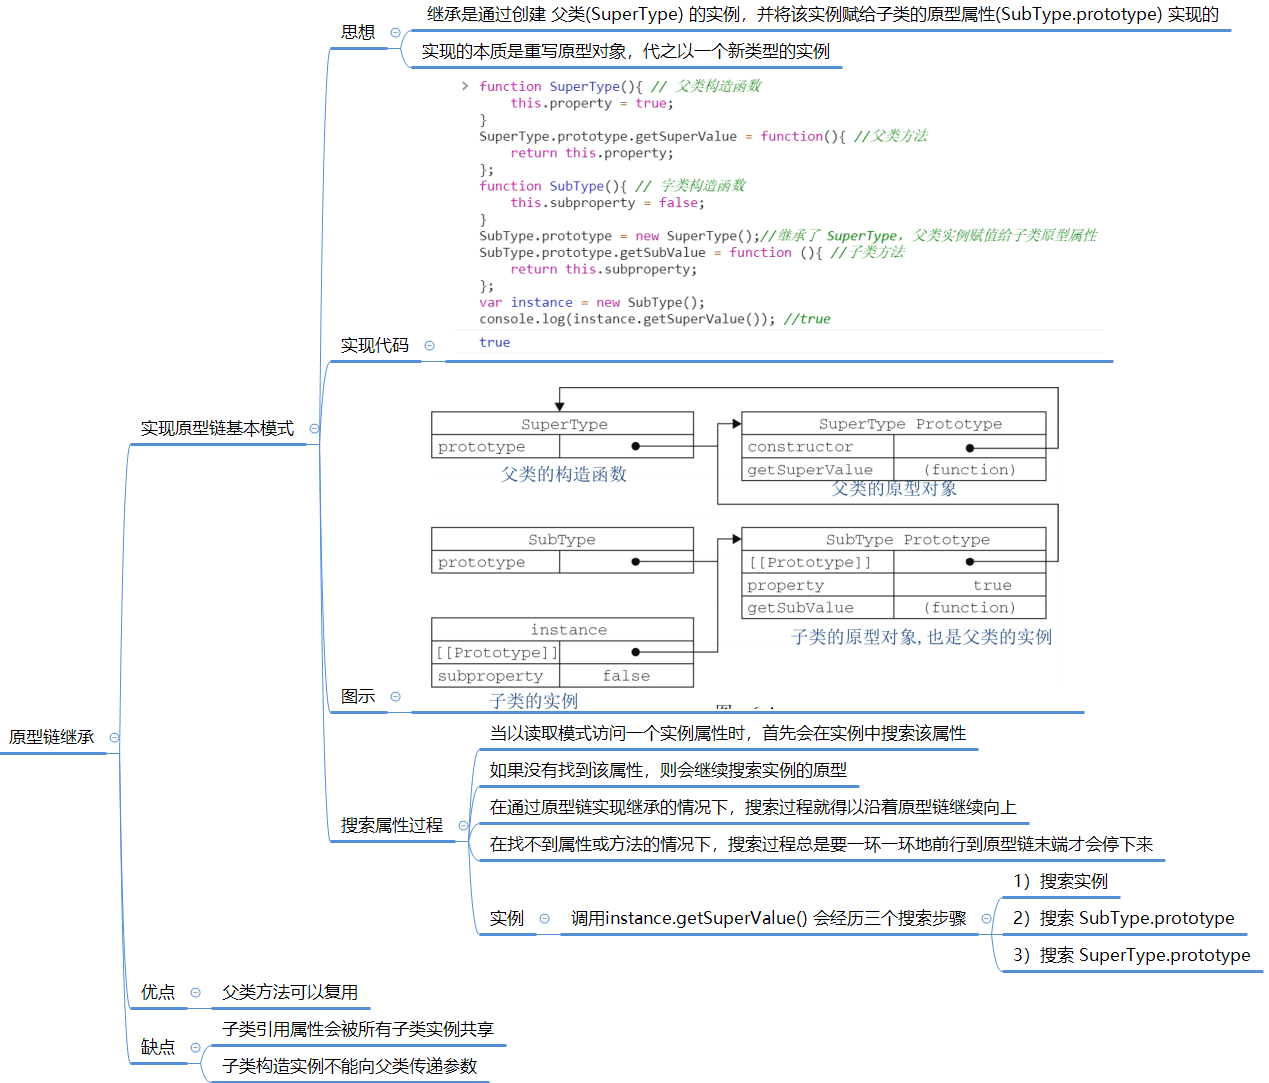 原型链继承
实现原型链基本模式
思想
继承是通过创建 父类(SuperType) 的实例，并将该实例赋给子类的原型属性(SubType.prototype) 实现的
实现的本质是重写原型对象，代之以一个新类型的实例
实现代码
> function SuperType(){ // 父类构造函数
this.property = true;
}
SuperType.prototype.getSuperValue = function(){ //父类方法
return this.property;
};
function SubType(){ // 字类构造函数
this.subproperty = false;
}
SubType.prototype = new SuperType();//继承了 SuperType，父类实例赋值给子类原型属性
SubType.prototype.getSubValue = function (){ //子类方法
return this.subproperty;
};
var instance = new SubType();
console.log(instance.getSuperValue()); //true
true
图示
SuperType
prototype
父类的构造函数
SuperType Prototype
constructor
getSuperValue (function)
父类的原型对象
SubType
prototype
SubType Prototype
[[Prototype]]
property true
getSubValue (function)
子类的原型对象,也是父类的实例
instance
[[Prototype]]
subproperty false
子类的实例
搜索属性过程
当以读取模式访问一个实例属性时，首先会在实例中搜索该属性
如果没有找到该属性，则会继续搜索实例的原型
在通过原型链实现继承的情况下，搜索过程就得以沿着原型链继续向上
在找不到属性或方法的情况下，搜索过程总是要一环一环地前行到原型链末端才会停下来
实例
调用instance.getSuperValue() 会经历三个搜索步骤
1）搜索实例
2）搜索 SubType.prototype
3）搜索 SuperType.prototype
优点
父类方法可以复用
缺点
子类引用属性会被所有子类实例共享
子类构造实例不能向父类传递参数